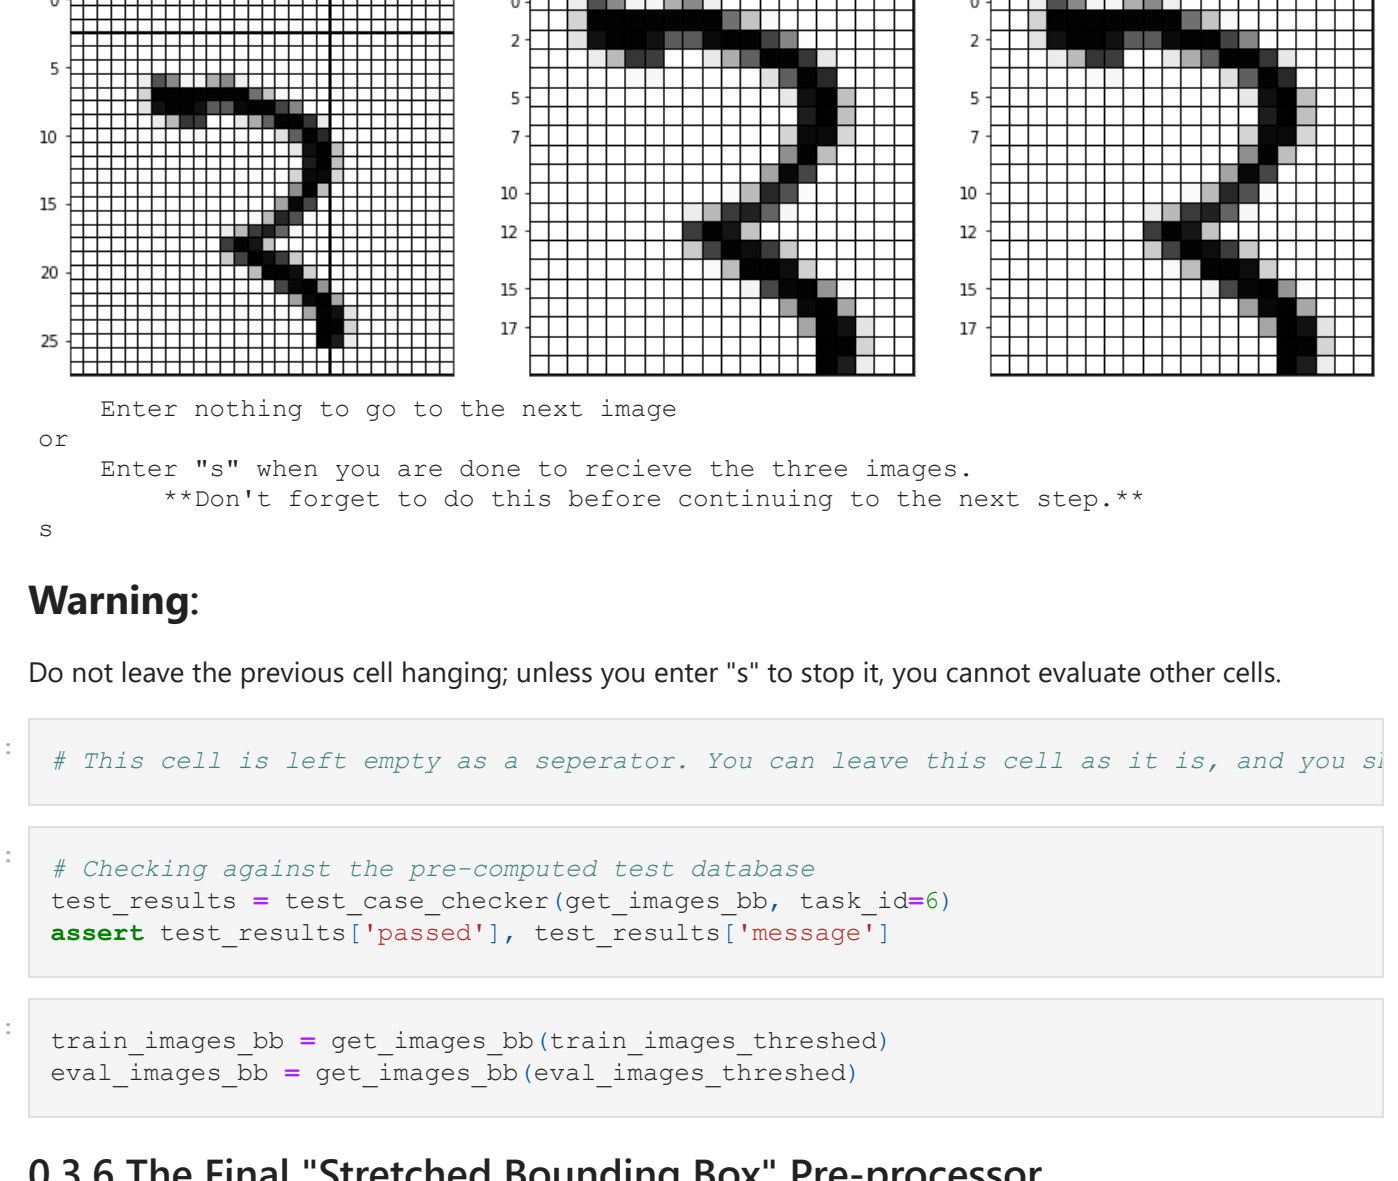 0 0 0
2 2
5 5 5
10 7 7
15 10 10
12 12
20 15 15
25 17 17
Enter nothing to go to the next image
or
Enter "s" when you are done to recieve the three images.
**Don't forget to do this before continuing to the next step.**
s
Warning:
Do not leave the previous cell hanging; unless you enter "s" to stop it, you cannot evaluate other cells.
:
# This cell is left empty as a seperator. You can leave this cell as it is, and you
:
# Checking against the pre-computed test database
test_results = test_case_checker(get_images_bb, task_id=6)
assert test_results['passed'], test_results['message']
:
train_images_bb = get_images_bb(train_images_threshed)
eval_images_bb = get_images_bb(eval_images_threshed)
0.3.6 The Final "Stretched Bounding Box" Pre-processor